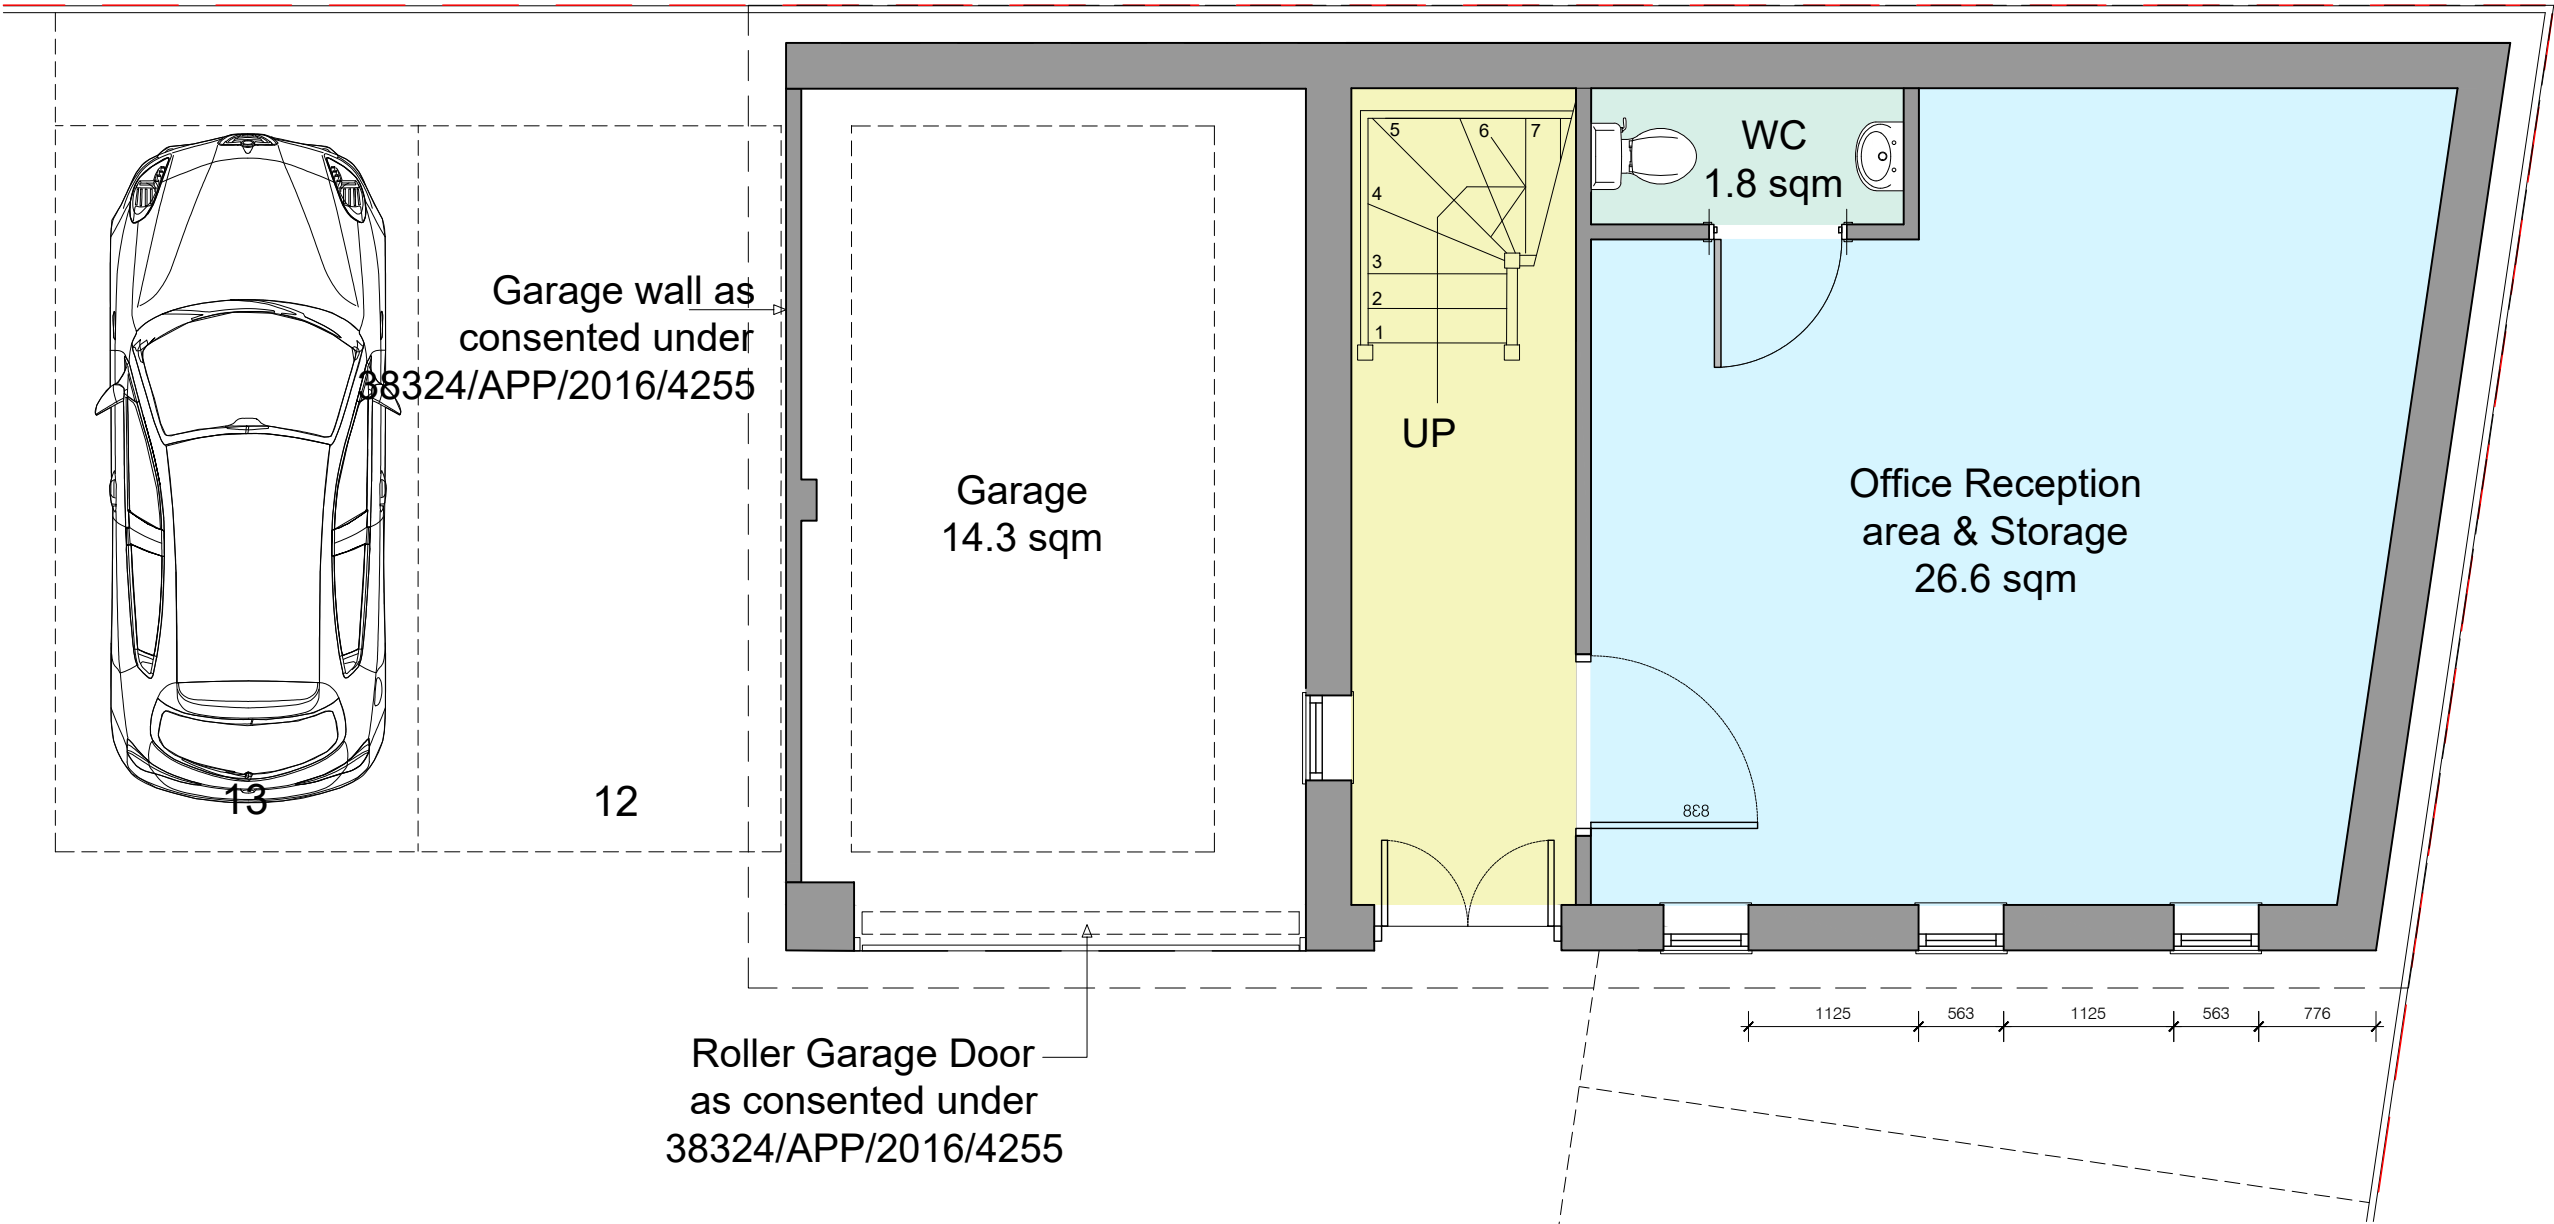 5
6
7
4
3
2
1
UP
WC
1.8 sqm
Garage wall as
consented under
38324/APP/2016/4255
Garage
14.3 sqm
Office Reception
area & Storage
26.6 sqm
13
12
838
1125
563
1125
563
776
Roller Garage Door
as consented under
38324/APP/2016/4255